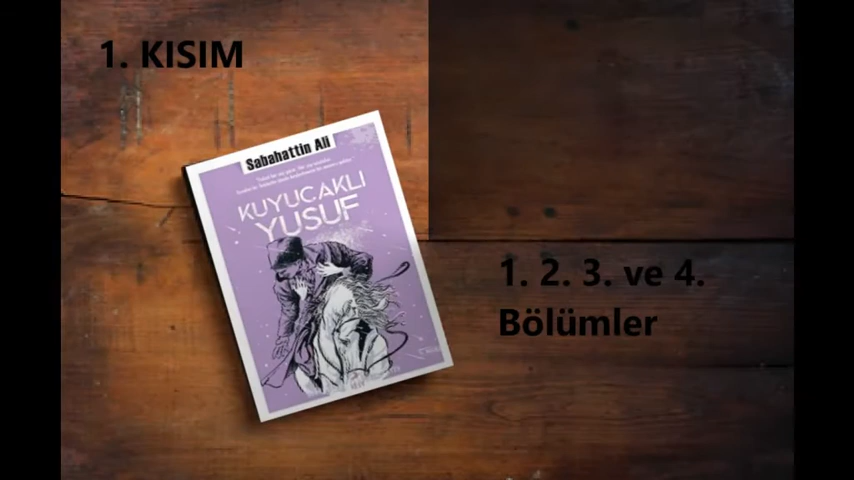 1. KISIM
Sabahattin Ali
KUYUCAKLI
YUSUF
1. 2. 3. ve 4.
Bölümler